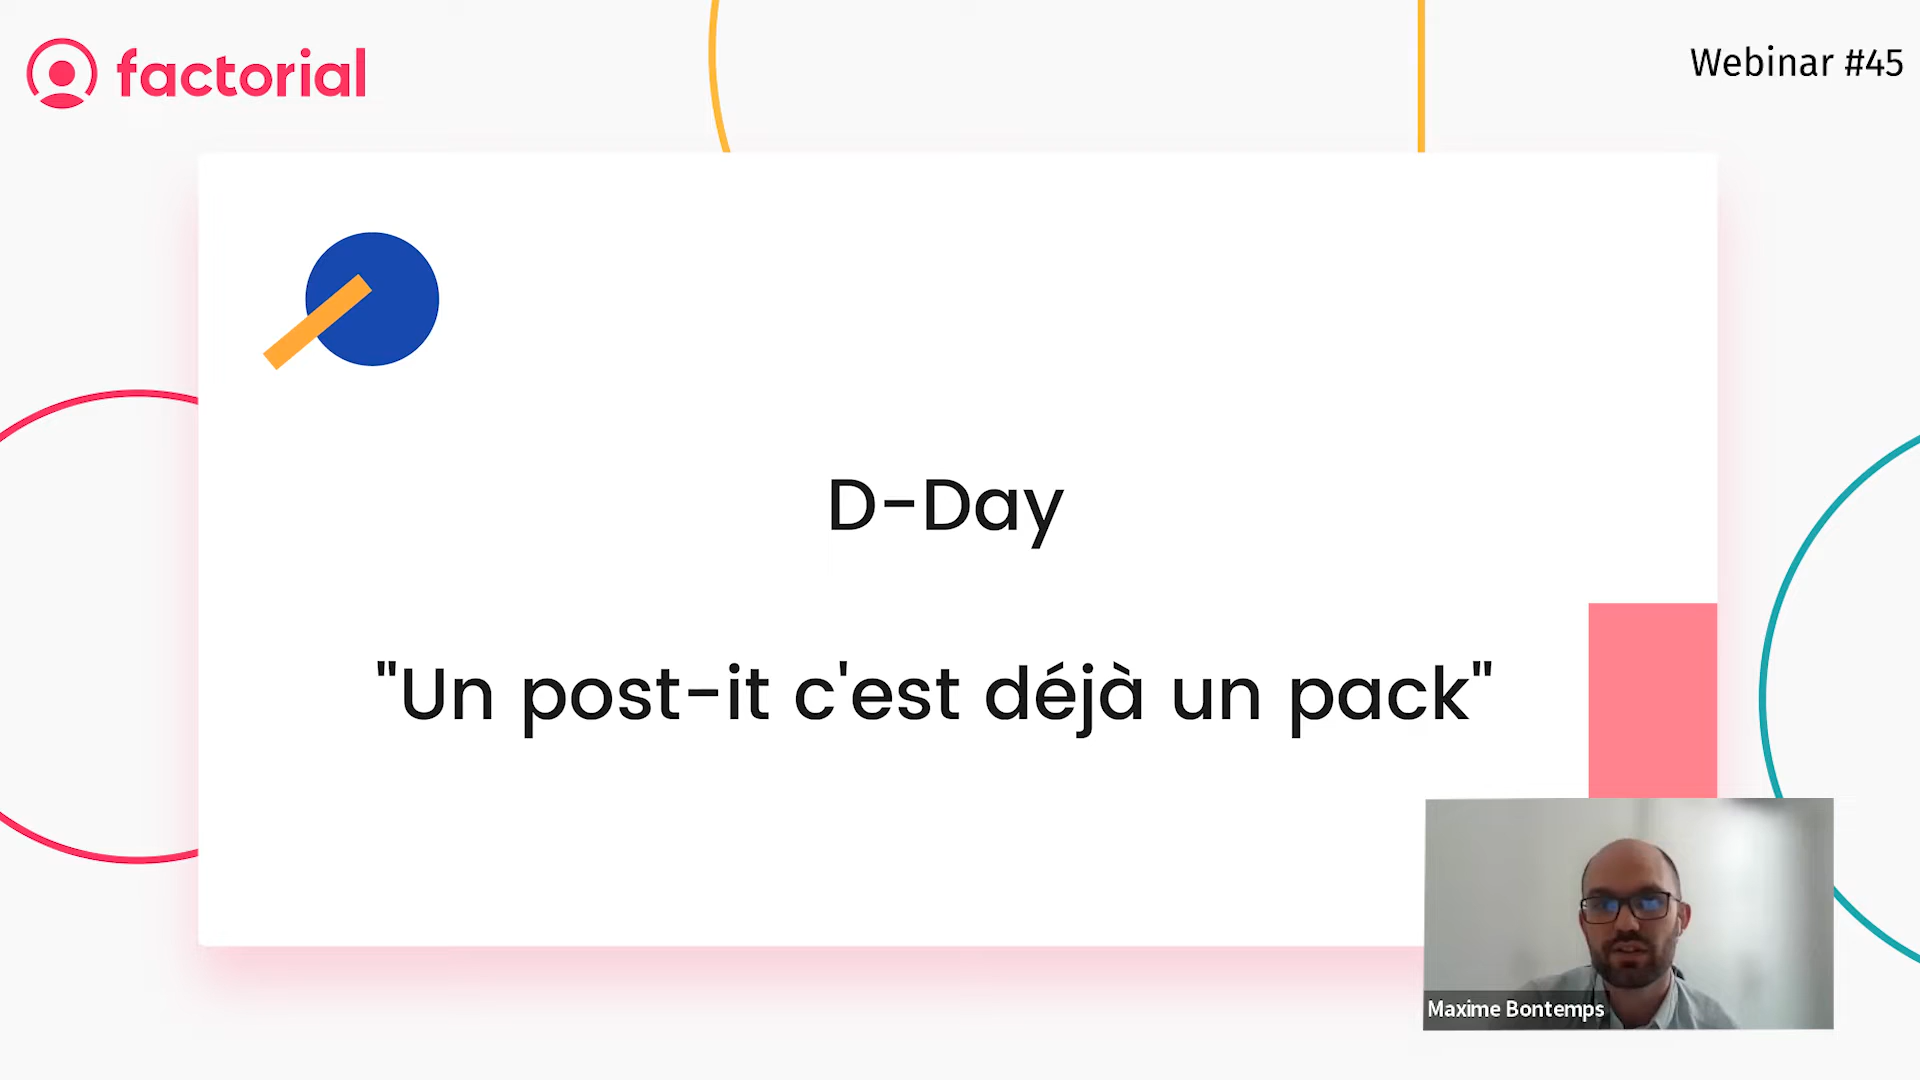 factorial
Webinar #45
D-Day
"Un post-it c'est déjà un pack"
Maxime Bontemps